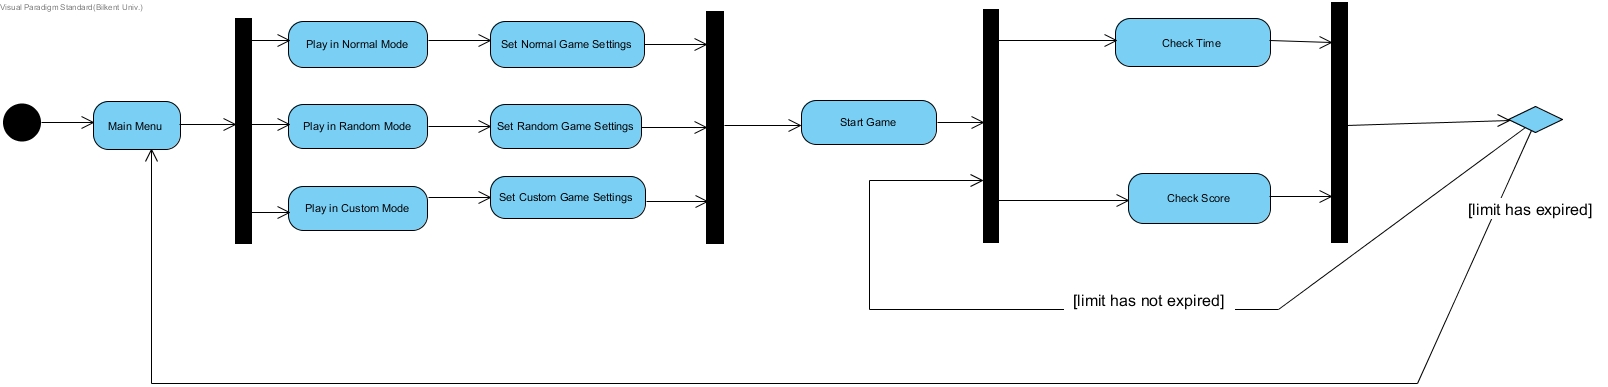 Visual Paradigm Standard(Bilkent Univ.)
Play in Normal Mode
Set Normal Game Settings
Check Time
Main Menu
Play in Random Mode
Set Random Game Settings
Start Game
Play in Custom Mode
Set Custom Game Settings
Check Score
[limit has expired]
[limit has not expired]